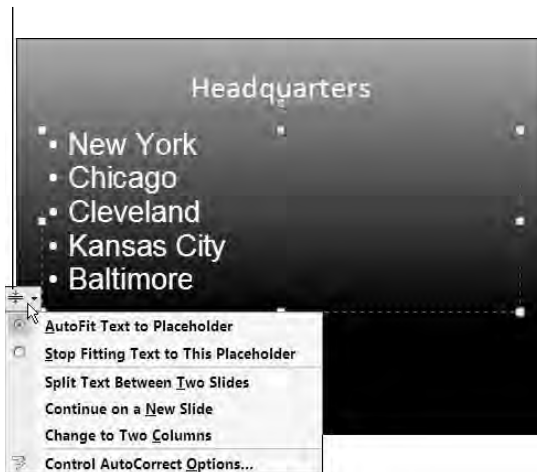 Headquarters
• New York
• Chicago
• Cleveland
• Kansas City
• Baltimore
AutoFit Text to Placeholder
Stop Fitting Text to This Placeholder
Split Text Between Two Slides
Continue on a New Slide
Change to Two Columns
Control AutoCorrect Options...